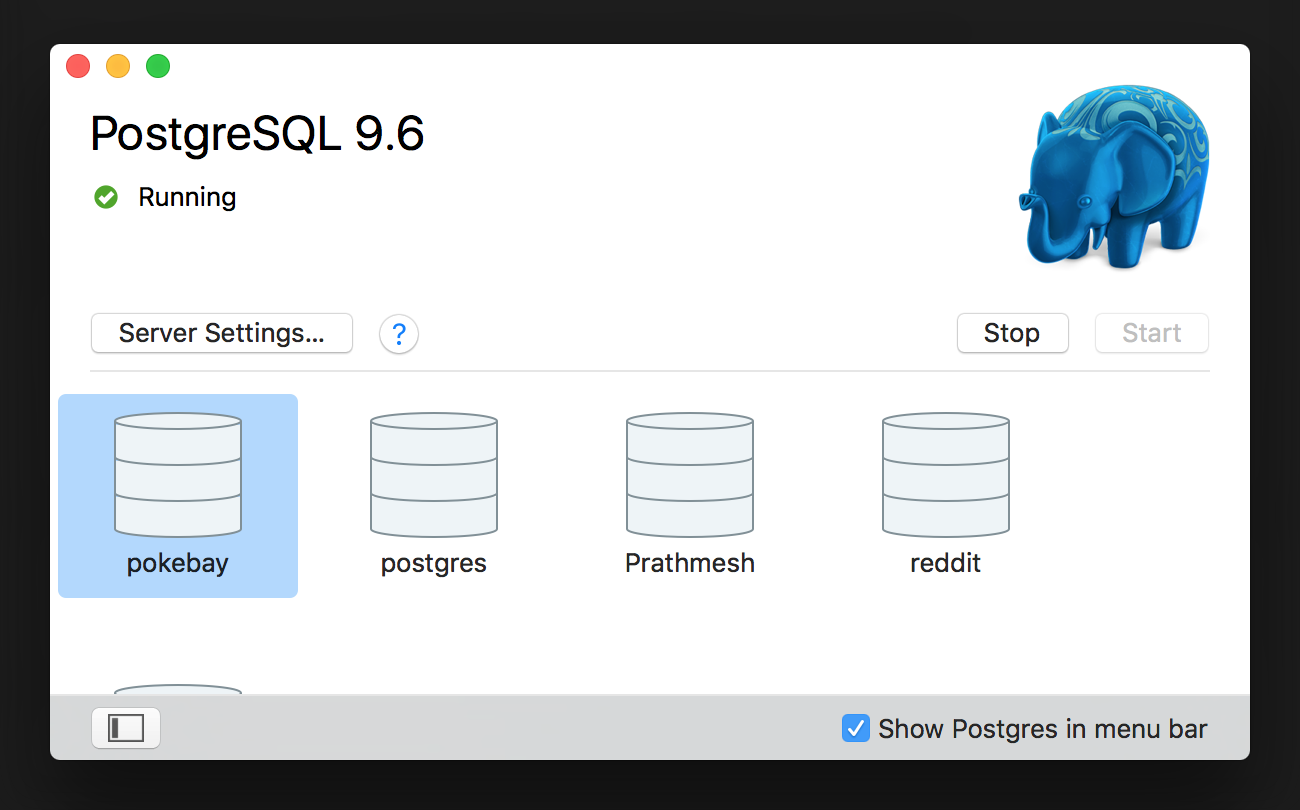 PostgreSQL 9.6
Running
Server Settings...
?
Stop
Start
pokebay
postgres
Prathmesh
reddit
Show Postgres in menu bar